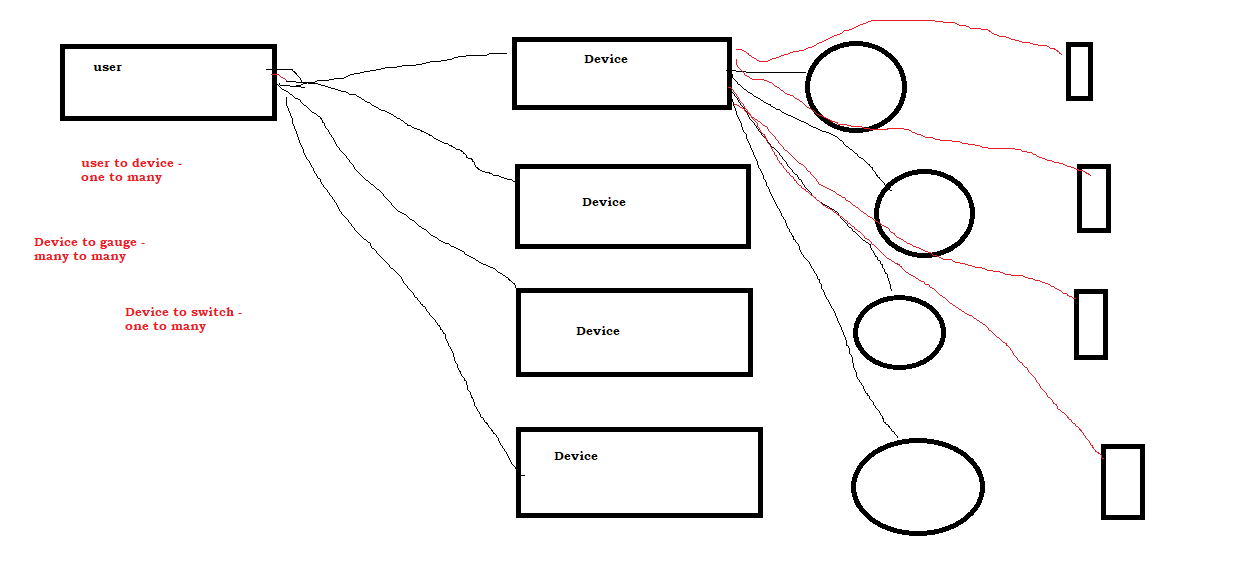 user
Device
user to device -
one to many
Device
Device to gauge -
many to many
Device to switch -
one to many
Device
Device